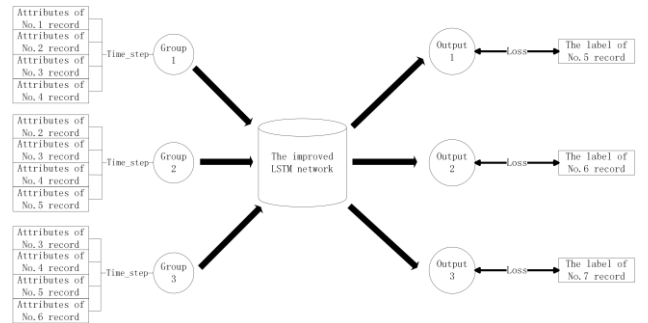 Attributes of
No.1 record
Attributes of
No.2 record
Attributes of
No.3 record
Attributes of
No.4 record
Time_step
Group
1
Attributes of
No.2 record
Attributes of
No.3 record
Attributes of
No.4 record
Attributes of
No.5 record
Time_step
Group
2
Attributes of
No.3 record
Attributes of
No.4 record
Attributes of
No.5 record
Attributes of
No.6 record
Time_step
Group
3
The improved
LSTM network
Output
1
Loss
The label of
No.5 record
Output
2
Loss
The label of
No.6 record
Output
3
Loss
The label of
No.7 record